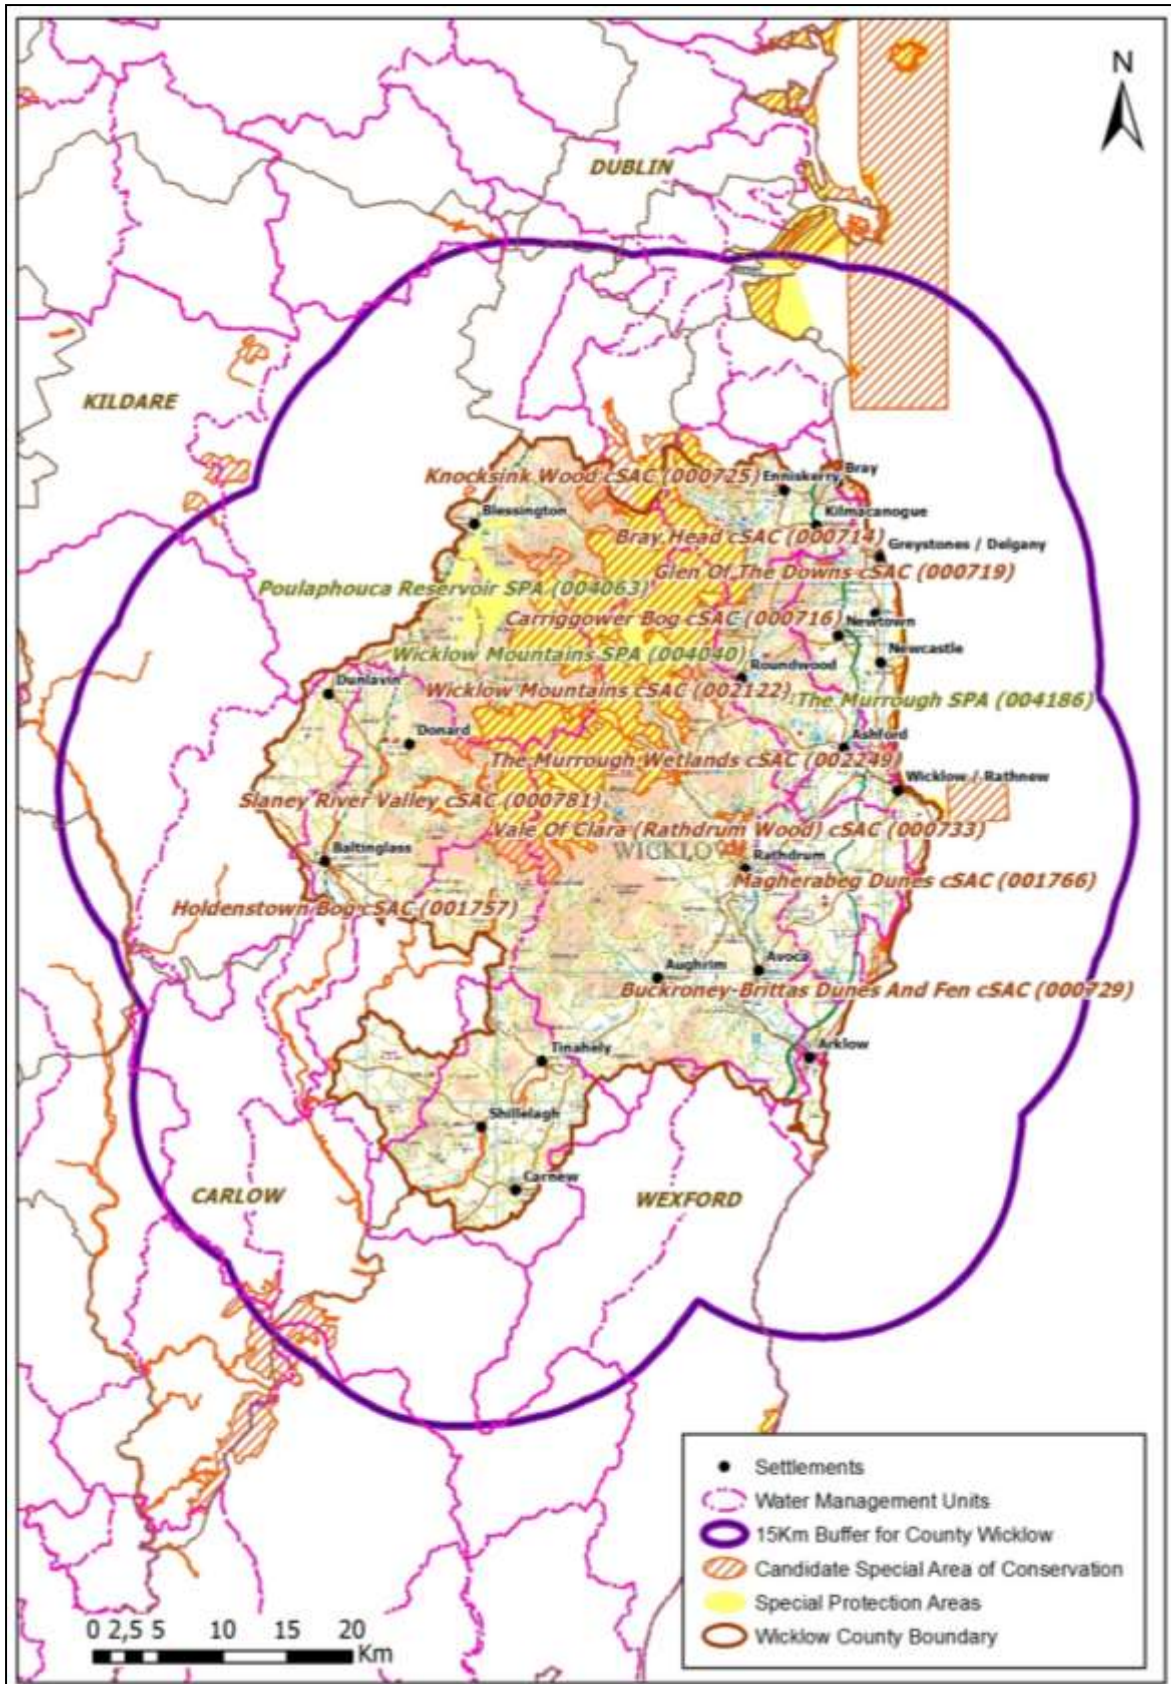 N
DUBLIN
KILDARE
Knocksink Wood cSAC (000725)
Enniskerry
Bray
Blessington
Kilmacanogue
Bray Head cSAC (000714)
Greystones / Delgany
Glen Of The Downs cSAC (000719)
Poulaphouca Reservoir SPA (004063)
Carriggower Bog cSAC (000716)
Newtown
Wicklow Mountains SPA (004040)
Newcastle
Roundwood
Dunlavin
Wicklow Mountains cSAC (002122)
The Murrough SPA (004186)
Donard
Ashford
The Murrough Wetlands cSAC (002249)
Wicklow / Rathnew
Slaney River Valley cSAC (000781)
Vale Of Clara (Rathdrum Wood) cSAC (000733)
WICKLOW
Baltinglass
Rathdrum
Magherabeg Dunes cSAC (001766)
Holdenstown Bog cSAC (001757)
Avoca
Aughrim
Buckroney-Brittas Dunes And Fen cSAC (000729)
Arklow
Tinahely
Shillelagh
Carnew
CARLOW
WEXFORD
Settlements
Water Management Units
15Km Buffer for County Wicklow
Candidate Special Area of Conservation
Special Protection Areas
Wicklow County Boundary
0 2,5 5 10 15 20
Km